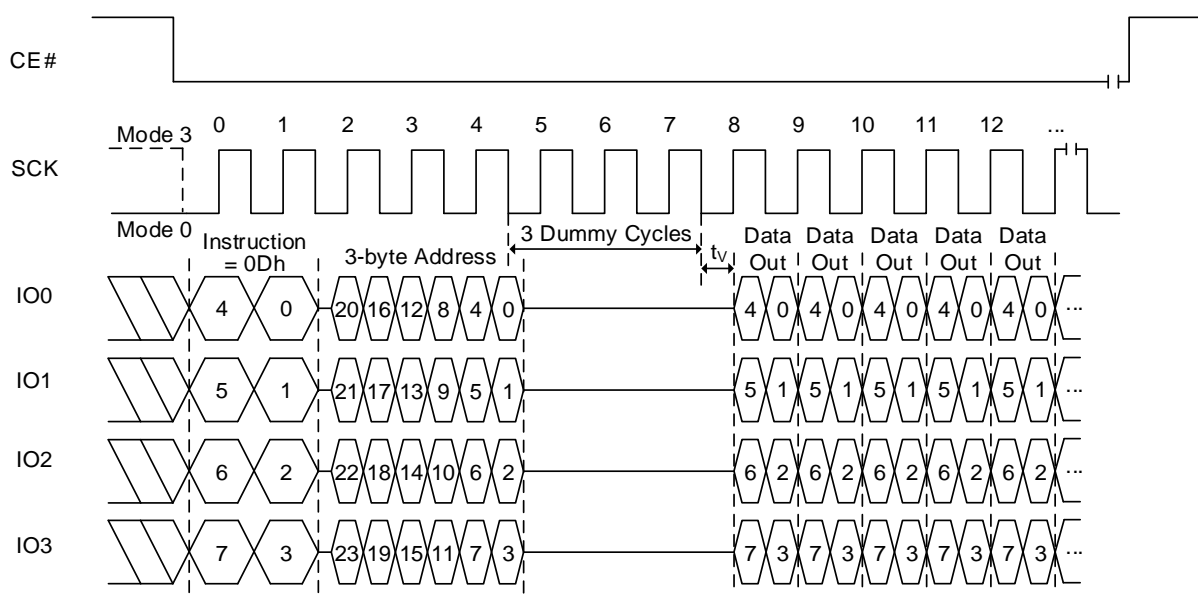 CE#
0 1 2 3 4 5 6 7 8 9 10 11 12 ...
Mode 3
SCK
Mode 0
Instruction
= 0Dh
3-byte Address
3 Dummy Cycles
tV
Data Data Data Data Data
Out Out Out Out Out
IO0 4 0 20 16 12 8 4 0 4 0 4 0 4 0 4 0 4 0 ...
IO1 5 1 21 17 13 9 5 1 5 1 5 1 5 1 5 1 5 1 ...
IO2 6 2 22 18 14 10 6 2 6 2 6 2 6 2 6 2 6 2 ...
IO3 7 3 23 19 15 11 7 3 7 3 7 3 7 3 7 3 7 3 ...